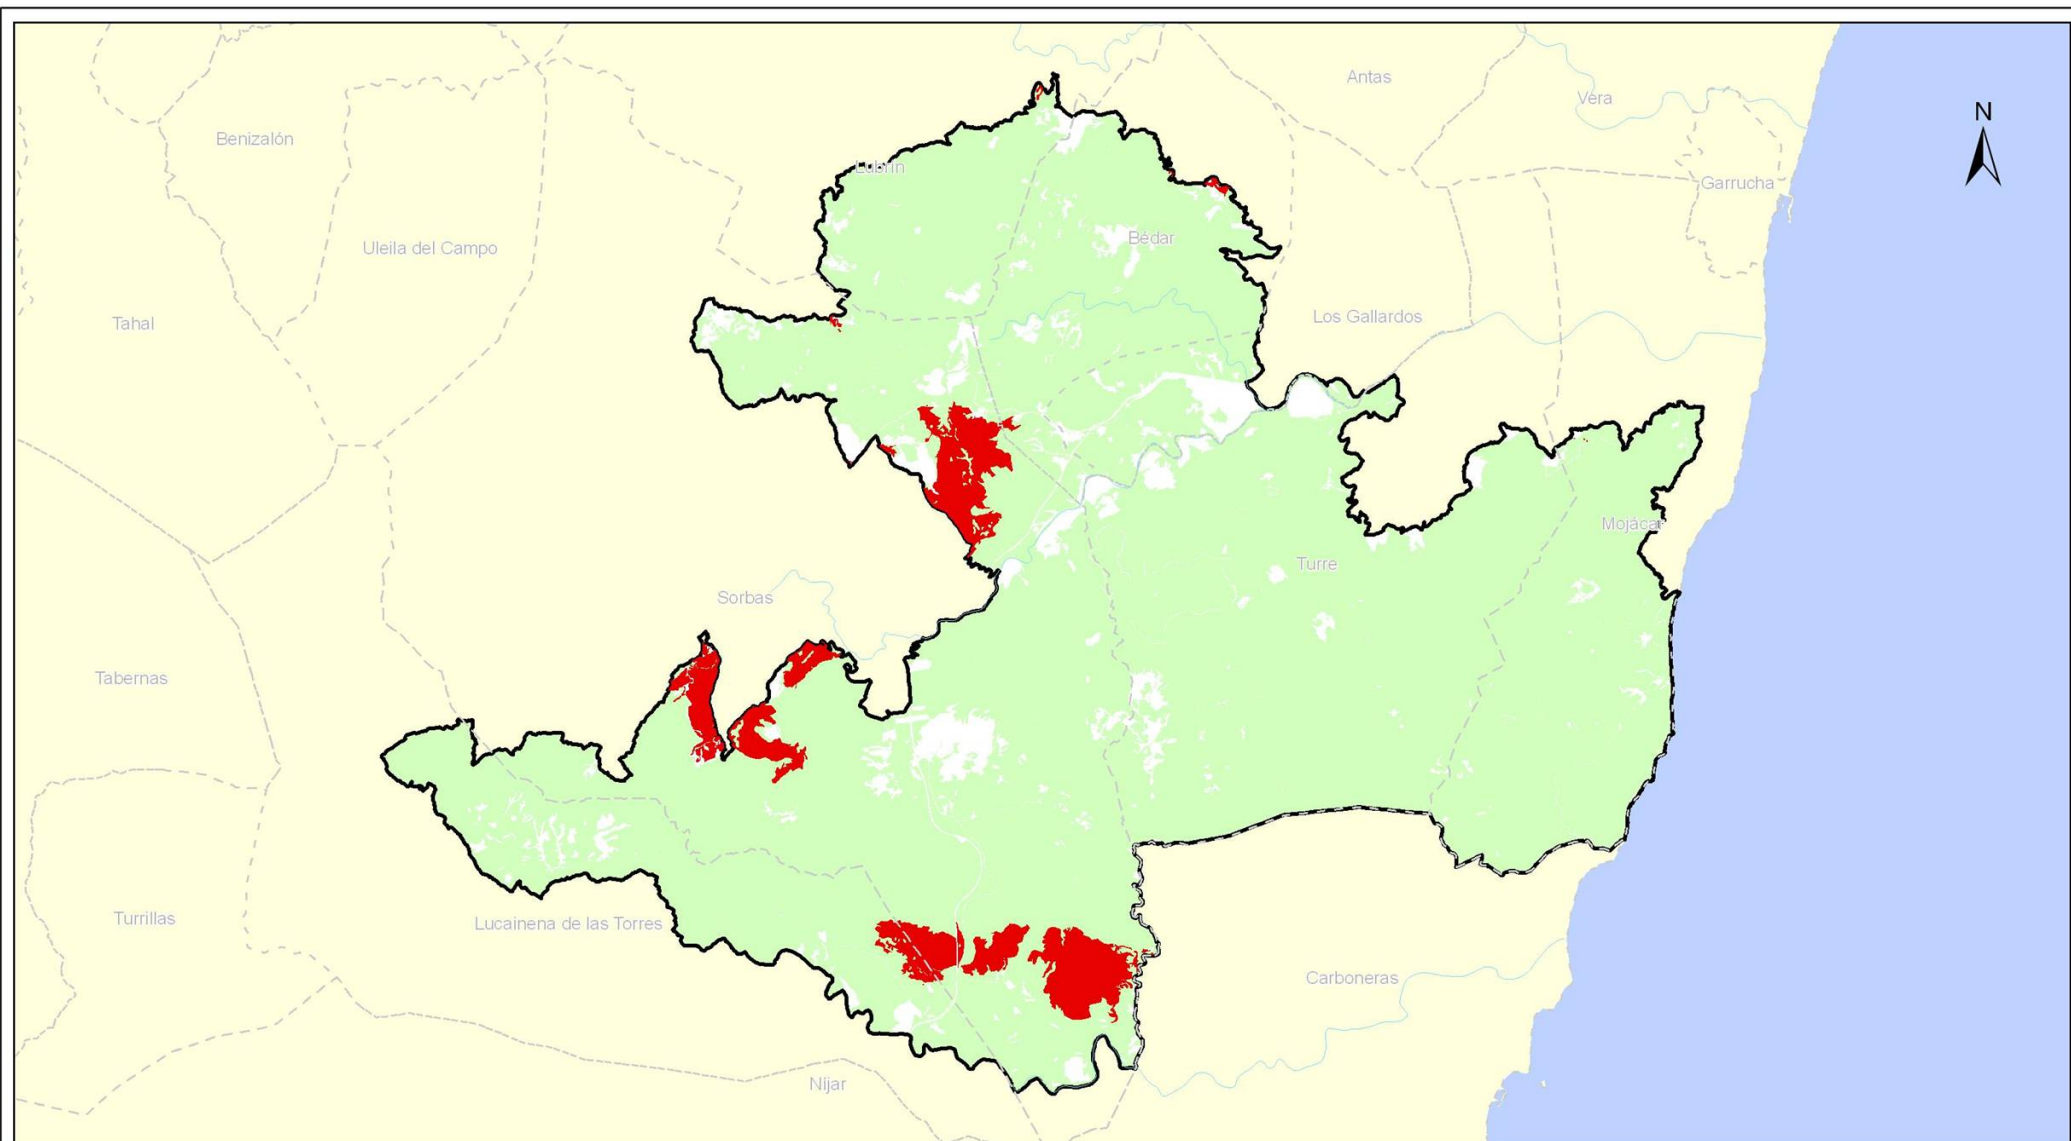 Antas
Vera
N
Benizalón
Lubrín
Garrucha
Bédar
Uleila del Campo
Los Gallardos
Tahal
Mojácar
Turre
Sorbas
Tabernas
Turrillas
Lucainena de las Torres
Carboneras
Níjar